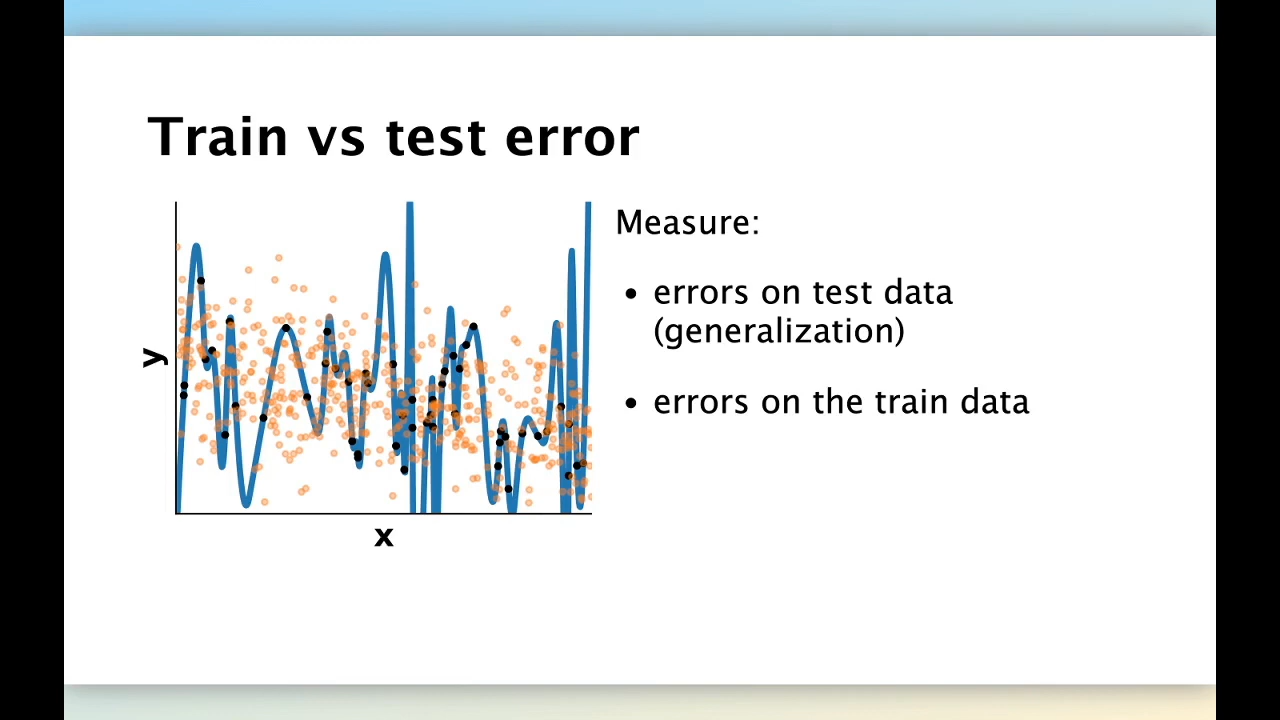 Train vs test error
y
x
Measure:
• errors on test data
(generalization)
• errors on the train data